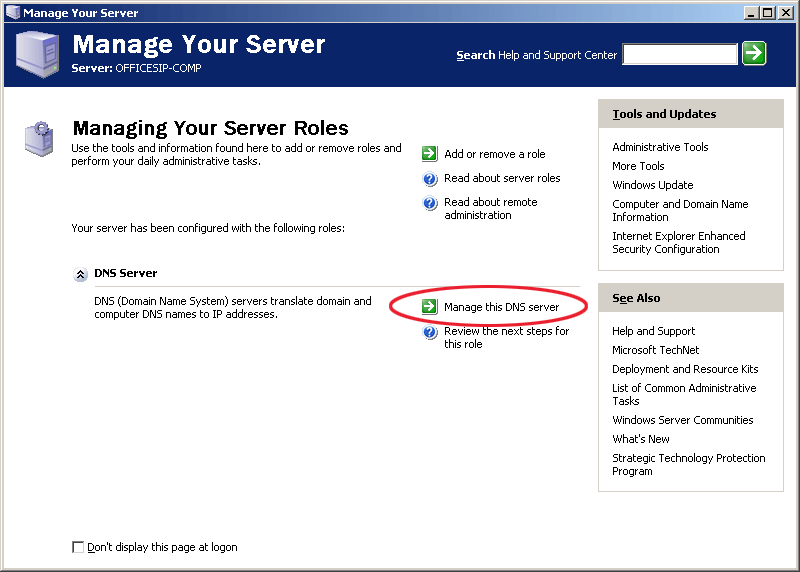 Manage Your Server
Manage Your Server
Server: OFFICESIP-COMP
Search Help and Support Center
Managing Your Server Roles
Use the tools and information found here to add or remove roles and
perform your daily administrative tasks.
Add or remove a role
Read about server roles
Read about remote
administration
Your server has been configured with the following roles:
DNS Server
DNS (Domain Name System) servers translate domain and
computer DNS names to IP addresses.
Manage this DNS server
Review the next steps for
this role
Don't display this page at logon
Tools and Updates
Administrative Tools
More Tools
Windows Update
Computer and Domain Name
Information
Internet Explorer Enhanced
Security Configuration
See Also
Help and Support
Microsoft TechNet
Deployment and Resource Kits
List of Common Administrative
Tasks
Windows Server Communities
What's New
Strategic Technology Protection
Program